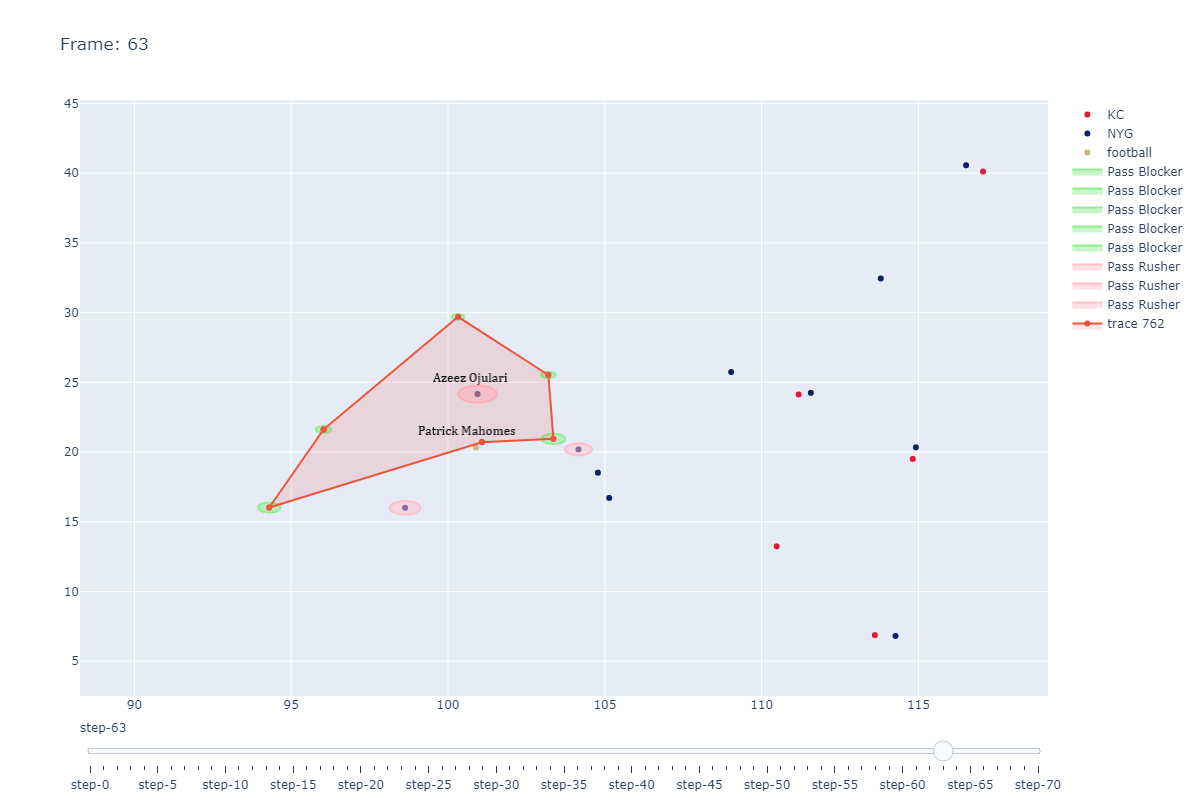 Frame: 63
45
40
35
30
25
20
15
10
5
90
95
100
105
110
115
Azeez Ojulari
Patrick Mahomes
KC
NYG
football
Pass Blocker
Pass Blocker
Pass Blocker
Pass Blocker
Pass Blocker
Pass Rusher
Pass Rusher
Pass Rusher
trace 762
step-63
step-0
step-5
step-10
step-15
step-20
step-25
step-30
step-35
step-40
step-45
step-50
step-55
step-60
step-65
step-70